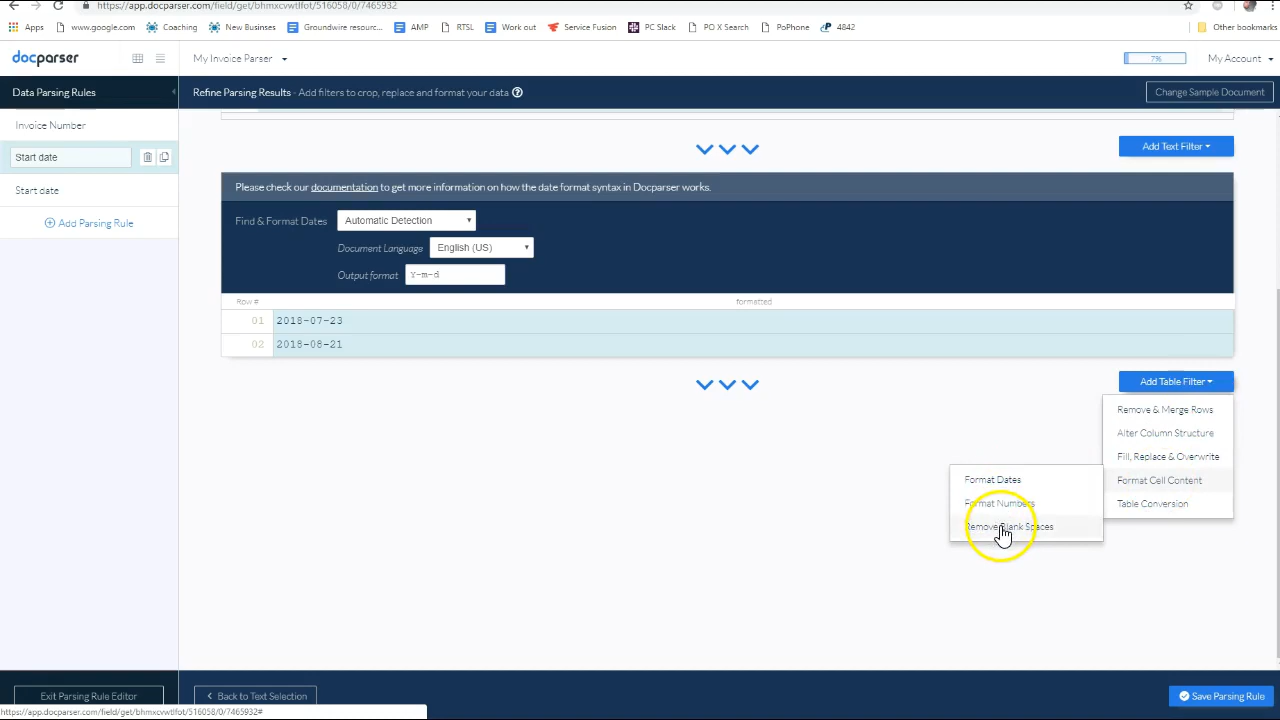 https://app.docparser.com/field/get/bhmxcvwtlfot/516058/0/7465932
Apps www.google.com Coaching New Businses Groundwire resourc... AMP RTSL Work out Service Fusion PC Slack PO X Search PoPhone 4842 Other bookmarks
docparser My Invoice Parser 7% My Account
Data Parsing Rules Refine Parsing Results - Add filters to crop, replace and format your data Change Sample Document
Invoice Number
Add Text Filter
Start date
Please check our documentation to get more information on how the date format syntax in Docparser works.
Start date
Find & Format Dates Automatic Detection
Add Parsing Rule
Document Language English (US)
Output format Y-m-d
Row # formatted
01 2018-07-23
02 2018-08-21
Add Table Filter
Remove & Merge Rows
Alter Column Structure
Fill, Replace & Overwrite
Format Dates Format Cell Content
Format Numbers Table Conversion
Remove Blank Spaces
Exit Parsing Rule Editor Back to Text Selection Save Parsing Rule
https://app.docparser.com/field/get/bhmxcvwtlfot/516058/0/7465932#